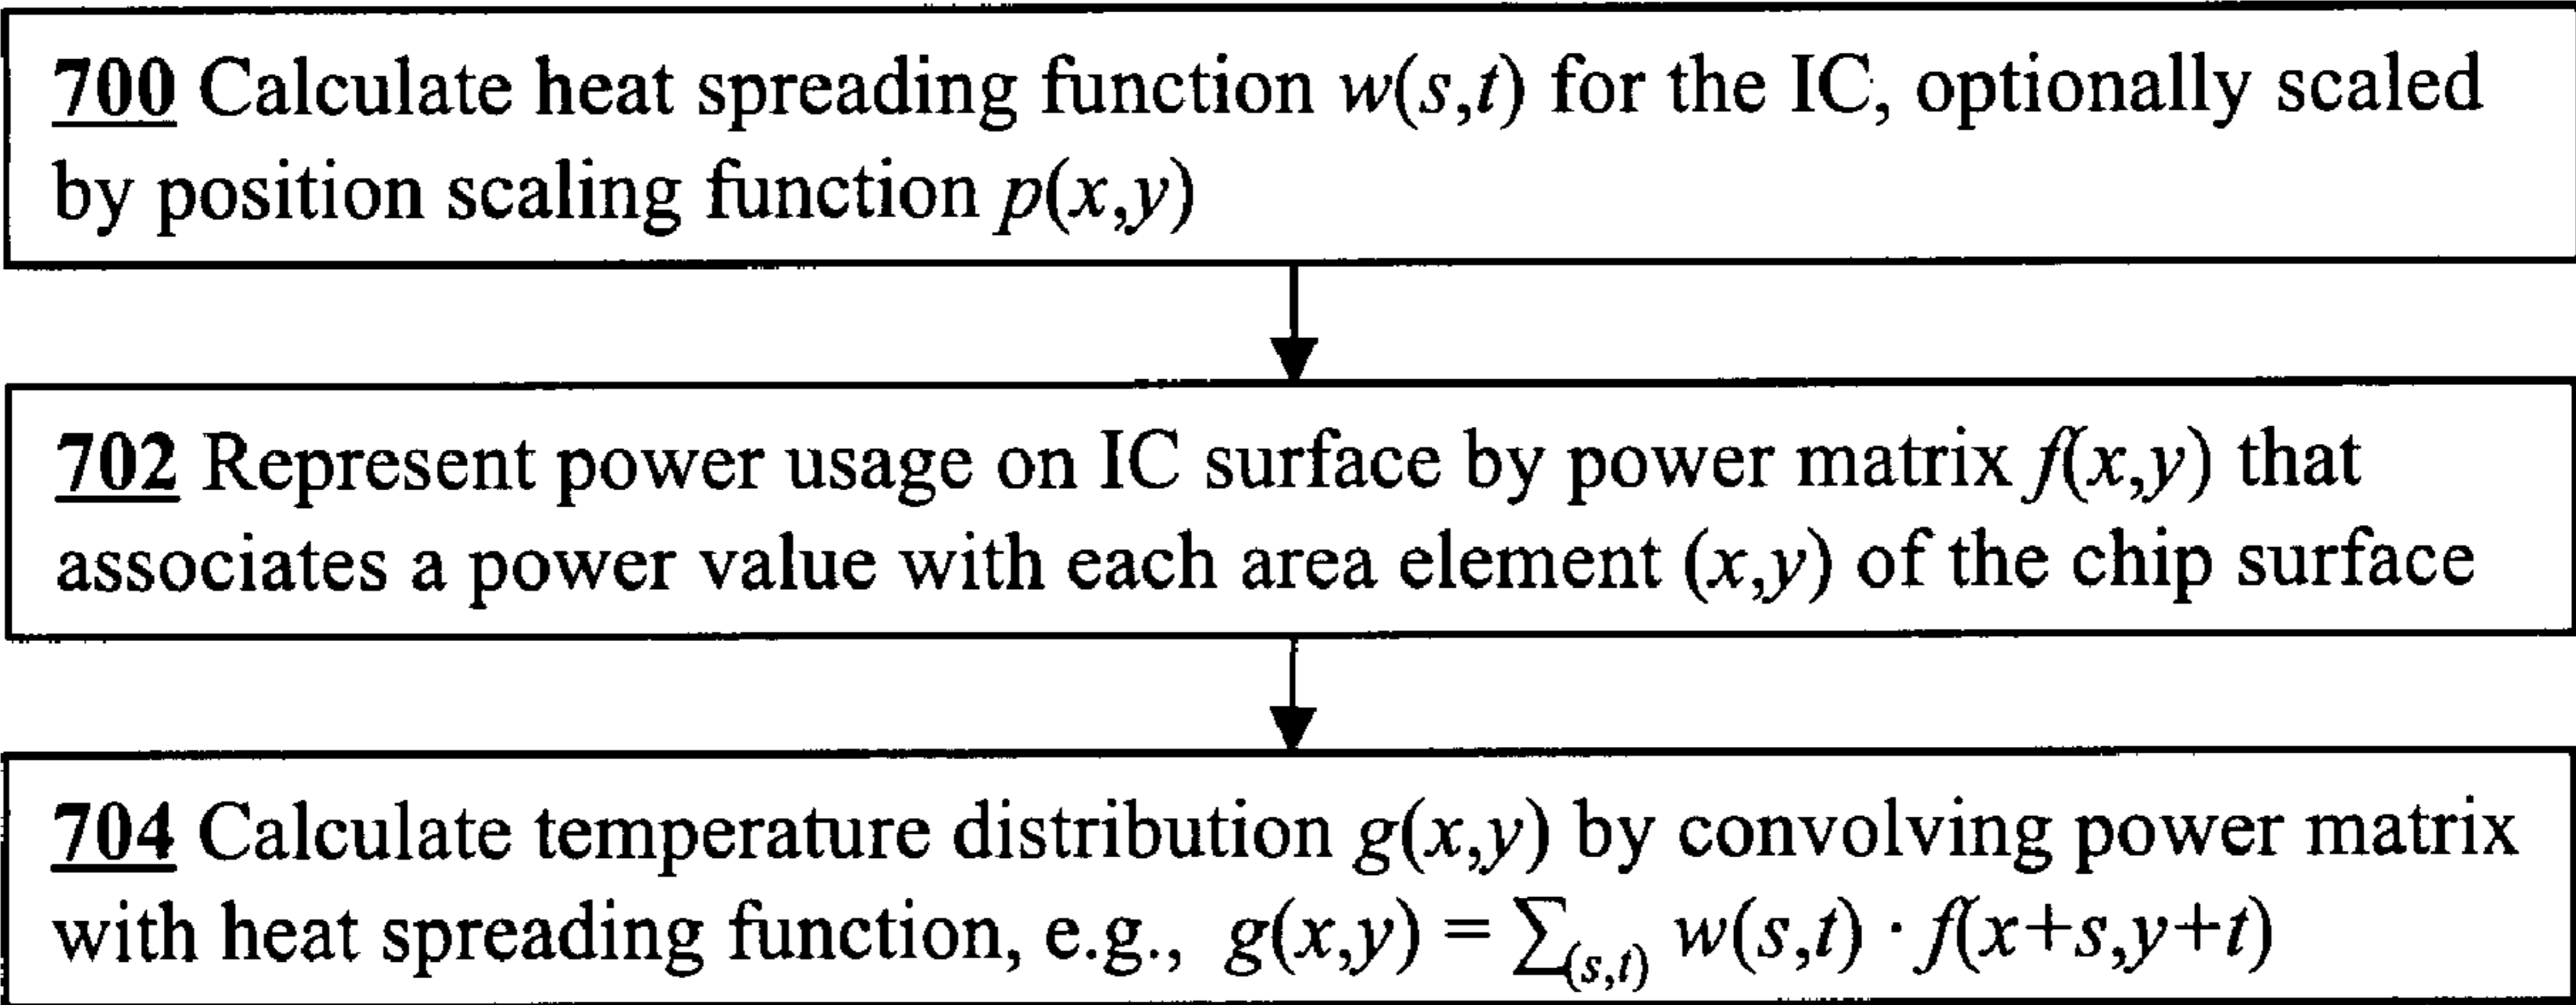 700 Calculate heat spreading function w(s,t) for the IC, optionally scaled
by position scaling function p(x,y)
702 Represent power usage on IC surface by power matrix f(x,y) that
associates a power value with each area element (x,y) of the chip surface
704 Calculate temperature distribution g(x,y) by convolving power matrix
with heat spreading function, e.g., g(x,y) = ∑(s,t) w(s,t) · f(x+s,y+t)